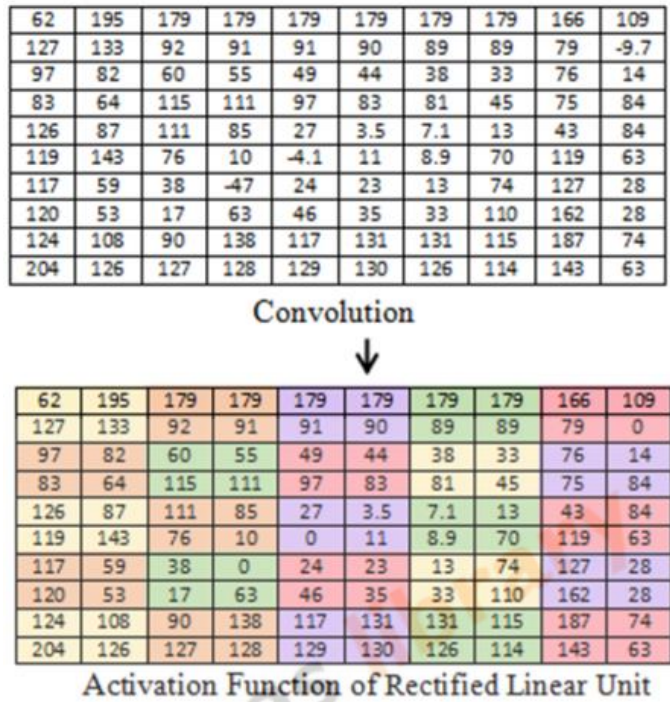 62 195 179 179 179 179 179 179 166 109
127 133 92 91 91 90 89 89 79 -9.7
97 82 60 55 49 44 38 33 76 14
83 64 115 111 97 83 81 45 75 84
126 87 111 85 27 3.5 7.1 13 43 84
119 143 76 10 -4.1 11 8.9 70 119 63
117 59 38 -47 24 23 13 74 127 28
120 53 17 63 46 35 33 110 162 28
124 108 90 138 117 131 131 115 187 74
204 126 127 128 129 130 126 114 143 63
Convolution
62 195 179 179 179 179 179 179 166 109
127 133 92 91 91 90 89 89 79 0
97 82 60 55 49 44 38 33 76 14
83 64 115 111 97 83 81 45 75 84
126 87 111 85 27 3.5 7.1 13 43 84
119 143 76 10 0 11 8.9 70 119 63
117 59 38 0 24 23 13 74 127 28
120 53 17 63 46 35 33 110 162 28
124 108 90 138 117 131 131 115 187 74
204 126 127 128 129 130 126 114 143 63
Activation Function of Rectified Linear Unit
library